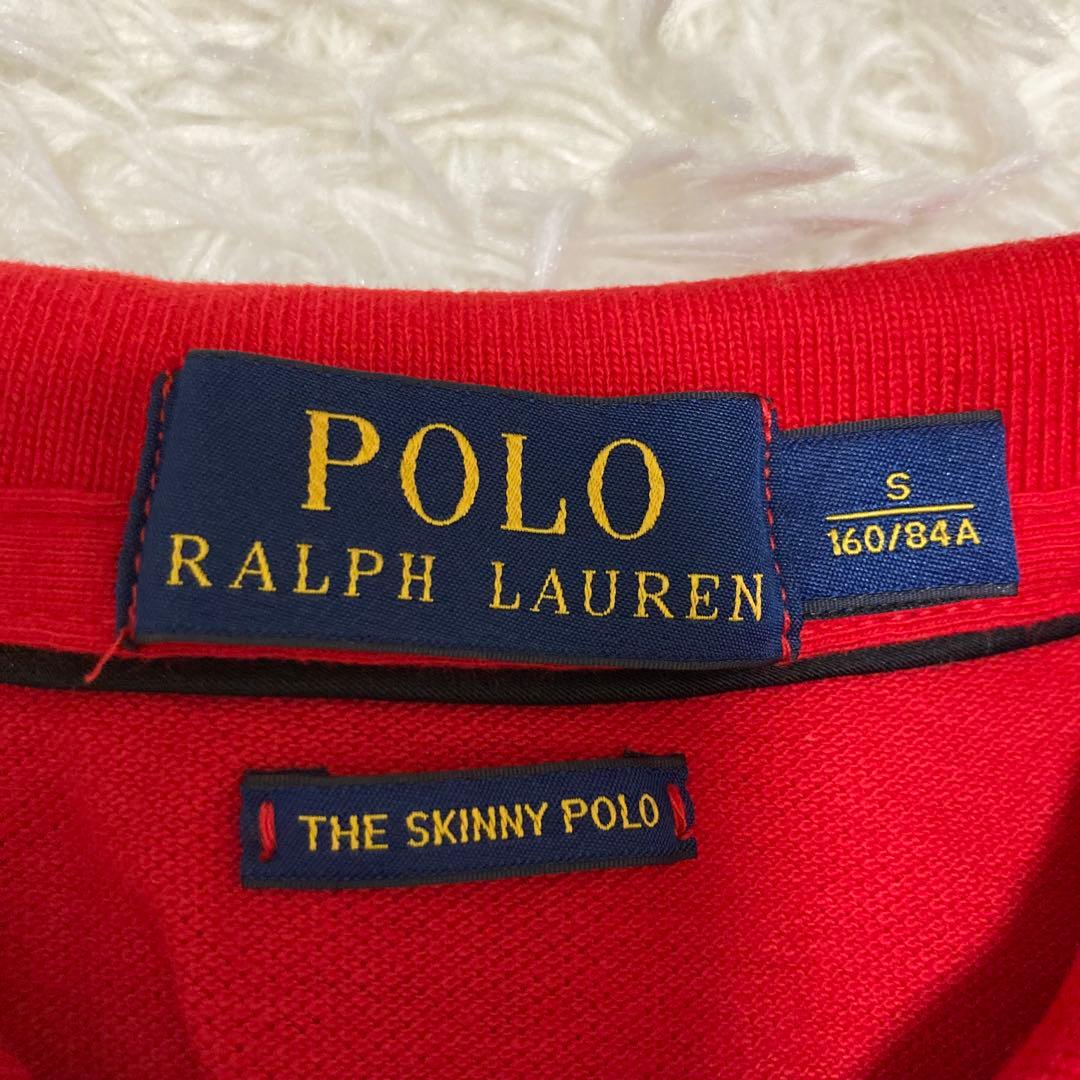 POLO
RALPH LAUREN
S
160/84A
THE SKINNY POLO